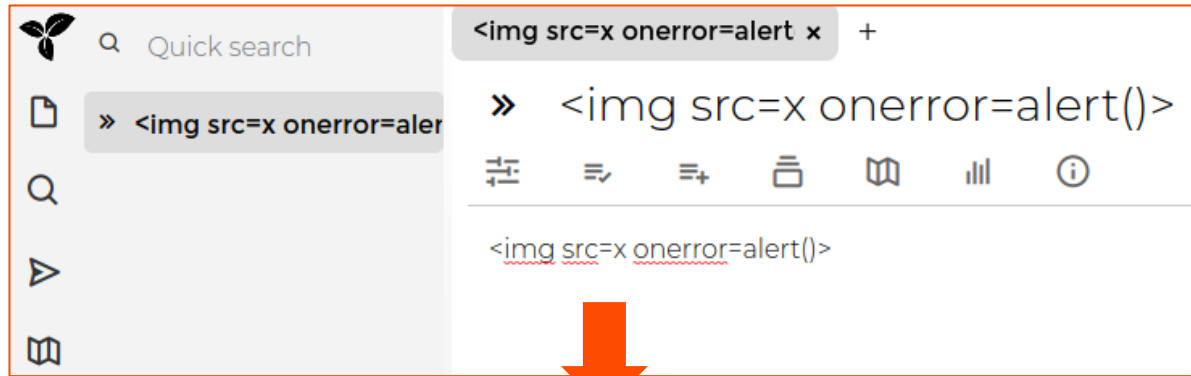 Quick search
<img src=x onerror=aler
<img src=x onerror=alert
<img src=x onerror=alert()>
<img src=x onerror=alert()>